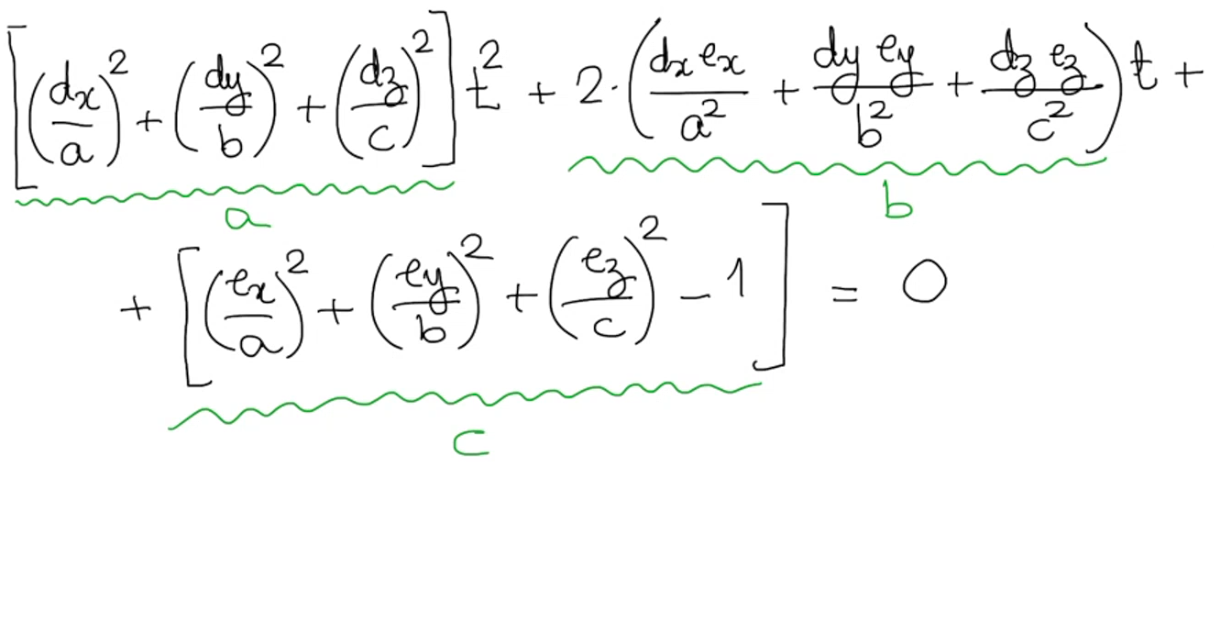 [(dx/a)² + (dy/b)² + (dz/c)²] t² + 2·(dx ex/a² + dy ey/b² + dz ez/c²) t +
a b
+ [(ex/a)² + (ey/b)² + (ez/c)² - 1] = 0
c